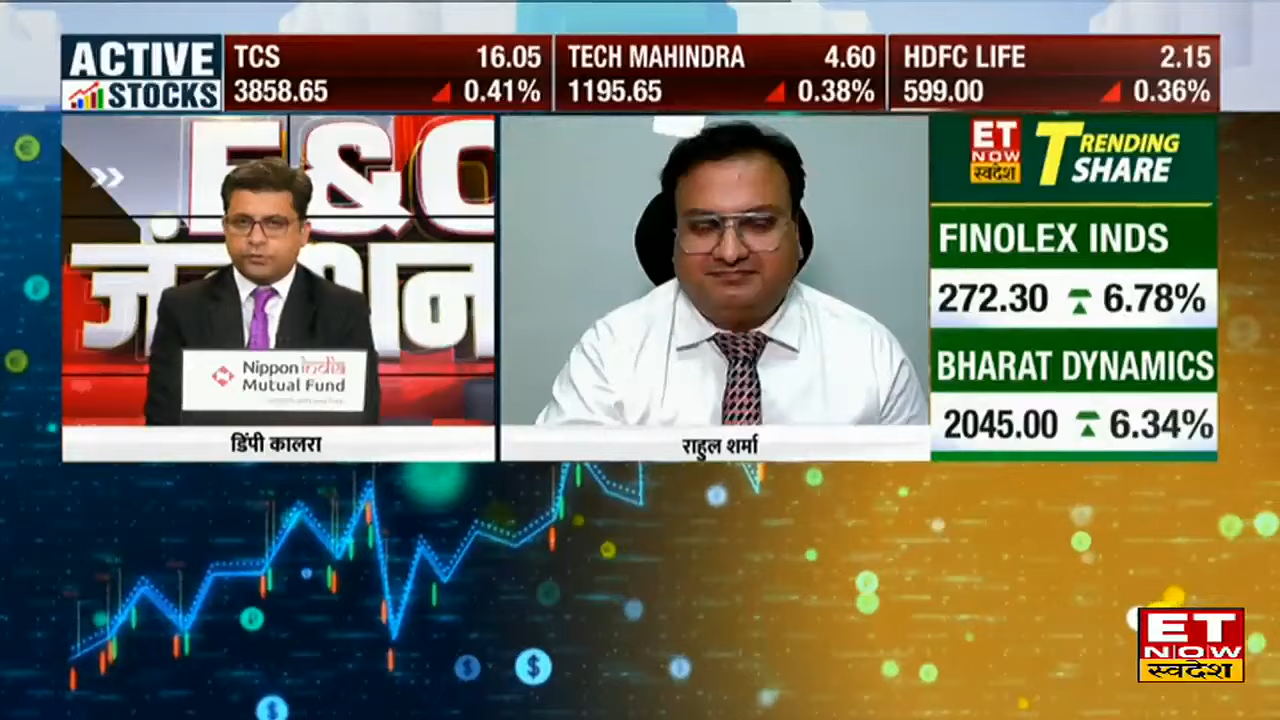 ACTIVE
STOCKS
TCS 16.05
3858.65 0.41%
TECH MAHINDRA 4.60
1195.65 0.38%
HDFC LIFE 2.15
599.00 0.36%
F&O
Nippon india
Mutual Fund
डिंपी कालरा
राहुल शर्मा
ET
NOW
स्वदेश
TRENDING
SHARE
FINOLEX INDS
272.30 6.78%
BHARAT DYNAMICS
2045.00 6.34%
ET
NOW
स्वदेश